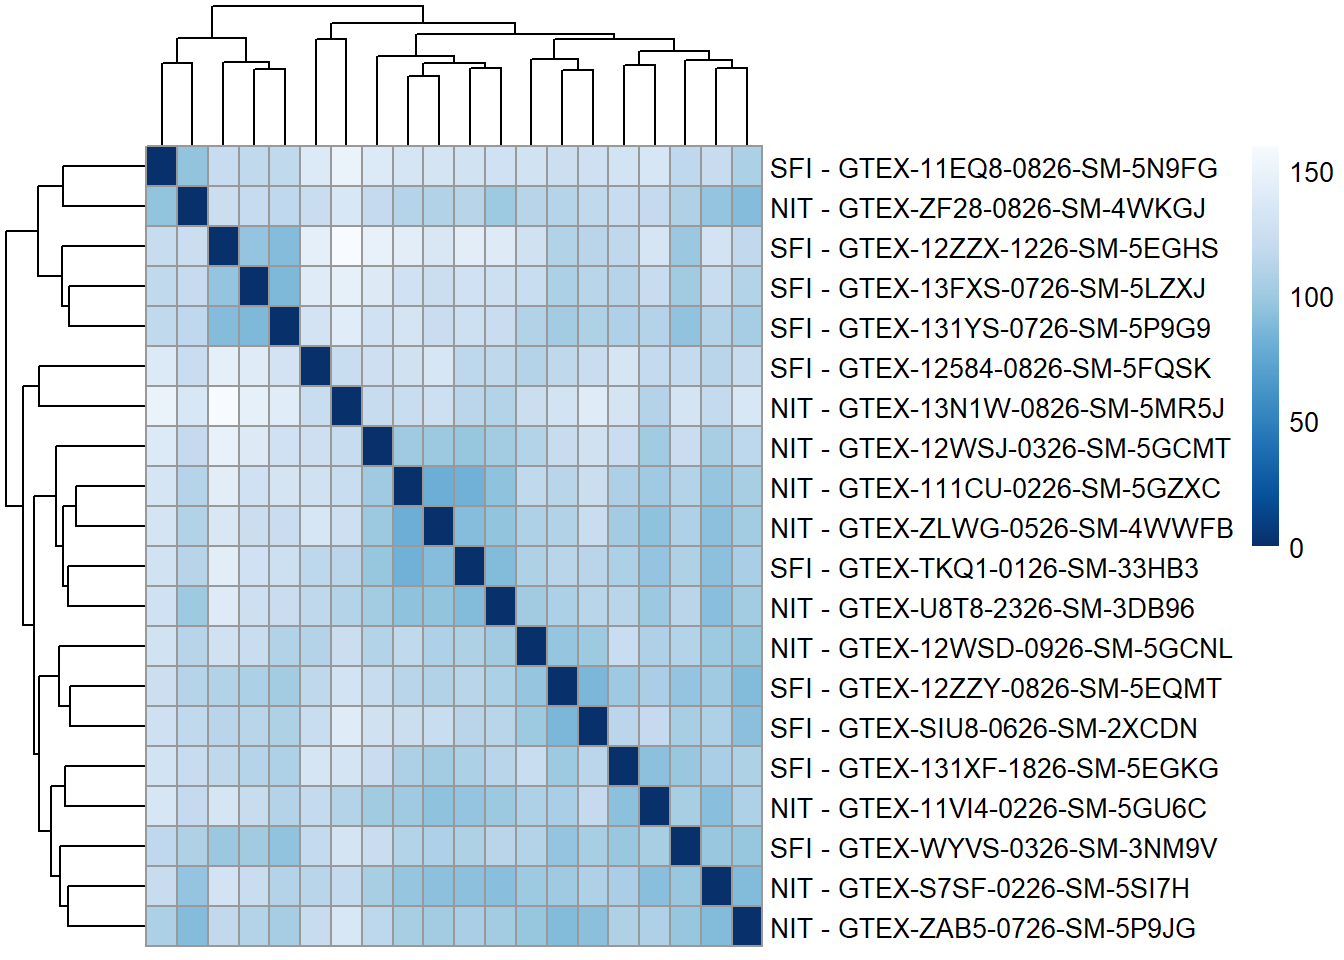 SFI - GTEX-11EQ8-0826-SM-5N9FG
NIT - GTEX-ZF28-0826-SM-4WKGJ
SFI - GTEX-12ZZX-1226-SM-5EGHS
SFI - GTEX-13FXS-0726-SM-5LZXJ
SFI - GTEX-131YS-0726-SM-5P9G9
SFI - GTEX-12584-0826-SM-5FQSK
NIT - GTEX-13N1W-0826-SM-5MR5J
NIT - GTEX-12WSJ-0326-SM-5GCMT
NIT - GTEX-111CU-0226-SM-5GZXC
NIT - GTEX-ZLWG-0526-SM-4WWFB
SFI - GTEX-TKQ1-0126-SM-33HB3
NIT - GTEX-U8T8-2326-SM-3DB96
NIT - GTEX-12WSD-0926-SM-5GCNL
SFI - GTEX-12ZZY-0826-SM-5EQMT
SFI - GTEX-SIU8-0626-SM-2XCDN
SFI - GTEX-131XF-1826-SM-5EGKG
NIT - GTEX-11VI4-0226-SM-5GU6C
SFI - GTEX-WYVS-0326-SM-3NM9V
NIT - GTEX-S7SF-0226-SM-5SI7H
NIT - GTEX-ZAB5-0726-SM-5P9JG
150
100
50
0